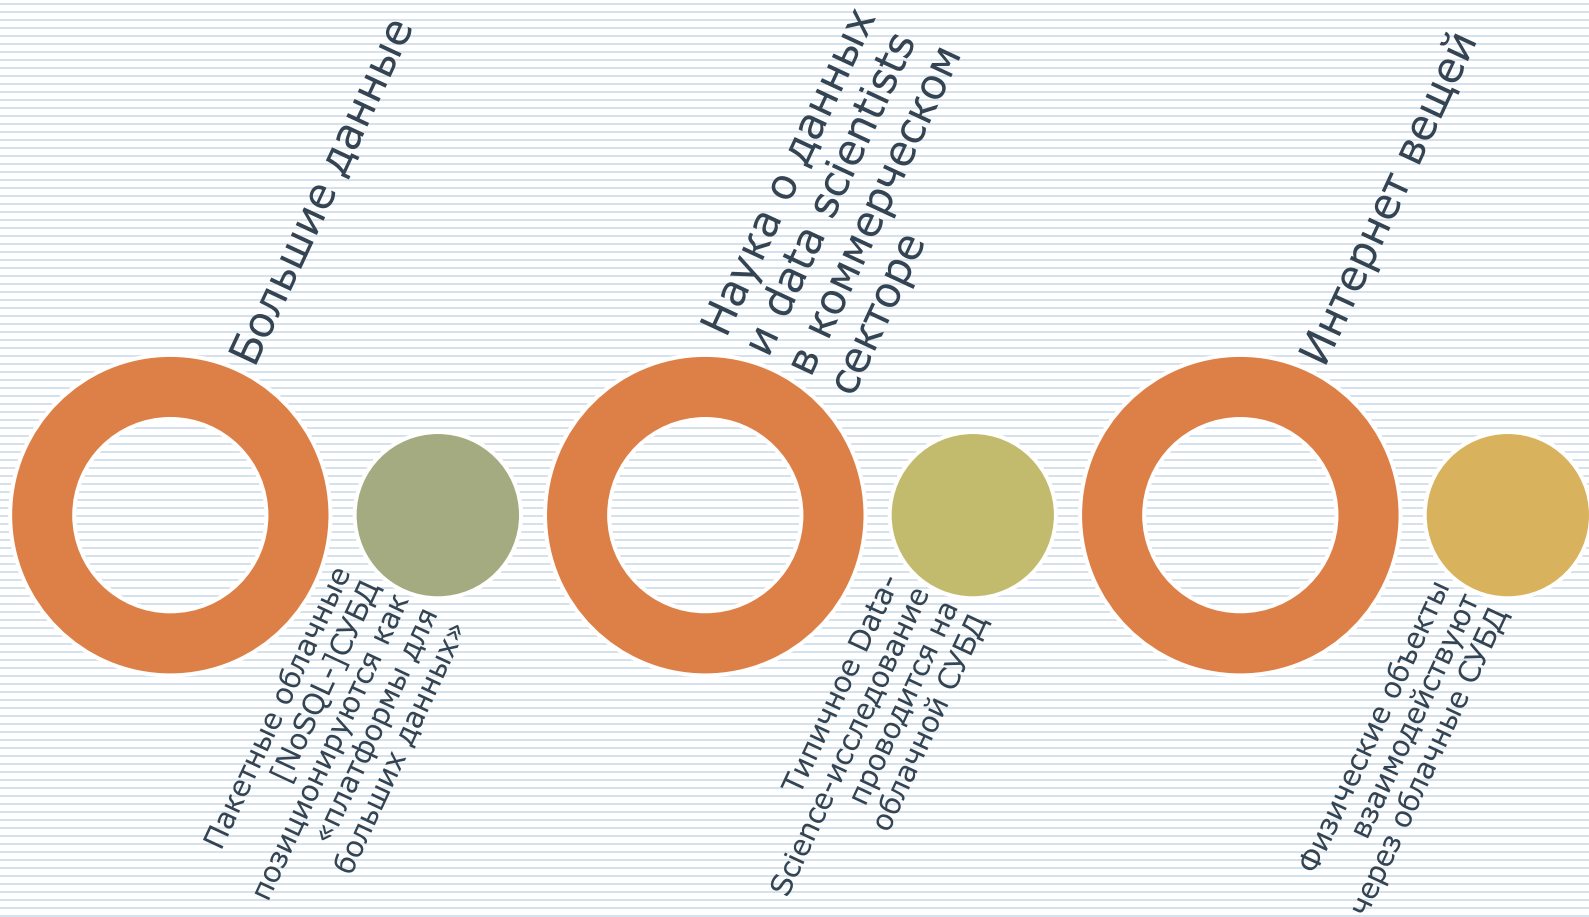 Большие данные
Пакетные облачные
[NoSQL-]СУБД
позиционируются как
«платформы для
больших данных»
Наука о данных
и data scientists
в коммерческом
секторе
Типичное Data-
Science-исследование
проводится на
облачной СУБД
Интернет вещей
Физические объекты
взаимодействуют
через облачные СУБД